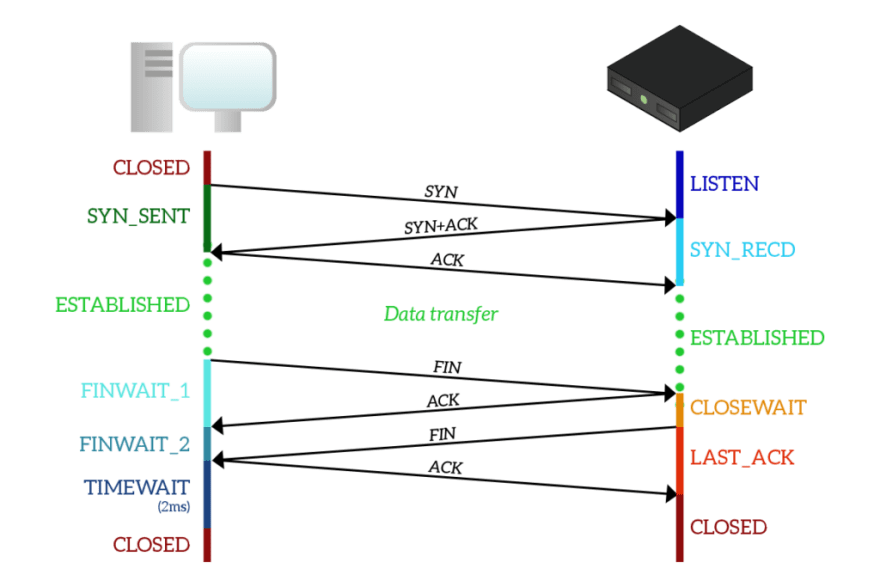 CLOSED
LISTEN
SYN
SYN_SENT
SYN+ACK
SYN_RECD
ACK
ESTABLISHED
Data transfer
ESTABLISHED
FIN
FINWAIT_1
ACK
CLOSEWAIT
FIN
FINWAIT_2
LAST_ACK
ACK
TIMEWAIT
(2ms)
CLOSED
CLOSED